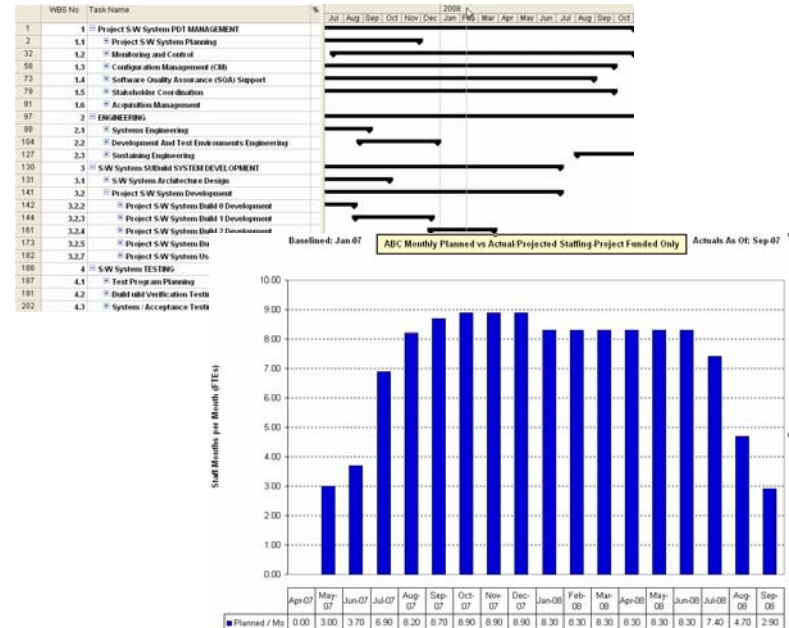 WBS No Task Name %
2008
Jul Aug Sep Oct Nov Dec Jan Feb Mar Apr May Jun Jul Aug Sep Oct
1 1 Project S/W System PDT MANAGEMENT
2 1.1 Project S/W System Planning
32 1.2 Monitoring and Control
58 1.3 Configuration Management (CM)
73 1.4 Software Quality Assurance (SQA) Support
79 1.5 Stakeholder Coordination
91 1.6 Acquisition Management
97 2 ENGINEERING
98 2.1 Systems Engineering
104 2.2 Development And Test Environments Engineering
127 2.3 Sustaining Engineering
130 3 S/W System SUBuild SYSTEM DEVELOPMENT
131 3.1 S/W System Architecture Design
141 3.2 Project S/W System Development
142 3.2.2 Project S/W System Build 0 Development
144 3.2.3 Project S/W System Build 1 Development
161 3.2.4 Project S/W System Build 2 Development
173 3.2.5 Project S/W System Bu
182 3.2.7 Project S/W System Us
186 4 S/W System TESTING
187 4.1 Test Program Planning
191 4.2 Build uild Verification Testi
202 4.3 System / Acceptance Testi
Baselined: Jan-07 ABC Monthly Planned vs Actual/Projected Staffing-Project Funded Only Actuals As Of: Sep-07
Staff Months per Month (FTEs)
10.00
9.00
8.00
7.00
6.00
5.00
4.00
3.00
2.00
1.00
0.00
Apr-07 May-07 Jun-07 Jul-07 Aug-07 Sep-07 Oct-07 Nov-07 Dec-07 Jan-08 Feb-08 Mar-08 Apr-08 May-08 Jun-08 Jul-08 Aug-08 Sep-08
Planned / Mo 0.00 3.00 3.70 6.90 8.20 8.70 8.90 8.90 8.90 8.30 8.30 8.30 8.30 8.30 8.30 7.40 4.70 2.90